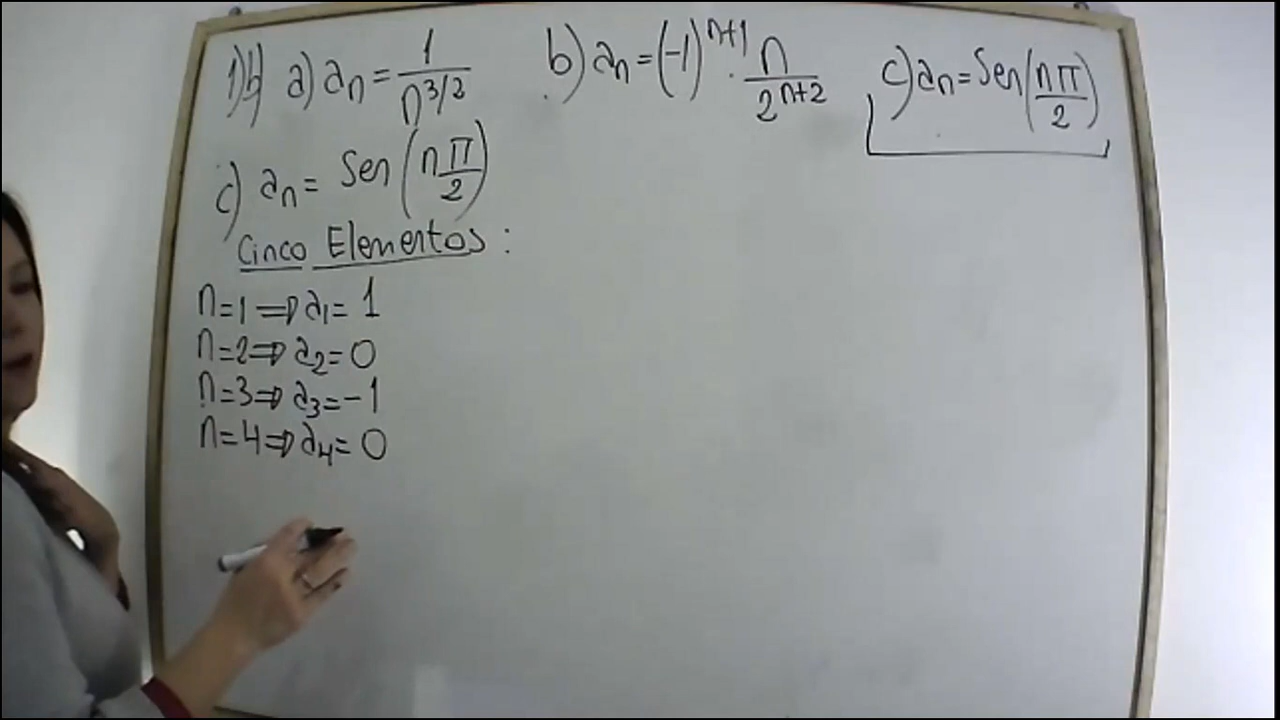 1)b) a) an = 1/n^3/2 b) an = (-1)^n+1 . n/2^n+2 c) an = Sen(nπ/2)
c) an = Sen(nπ/2)
Cinco Elementos:
n=1 ⇒ a1 = 1
n=2 ⇒ a2 = 0
n=3 ⇒ a3 = -1
n=4 ⇒ a4 = 0